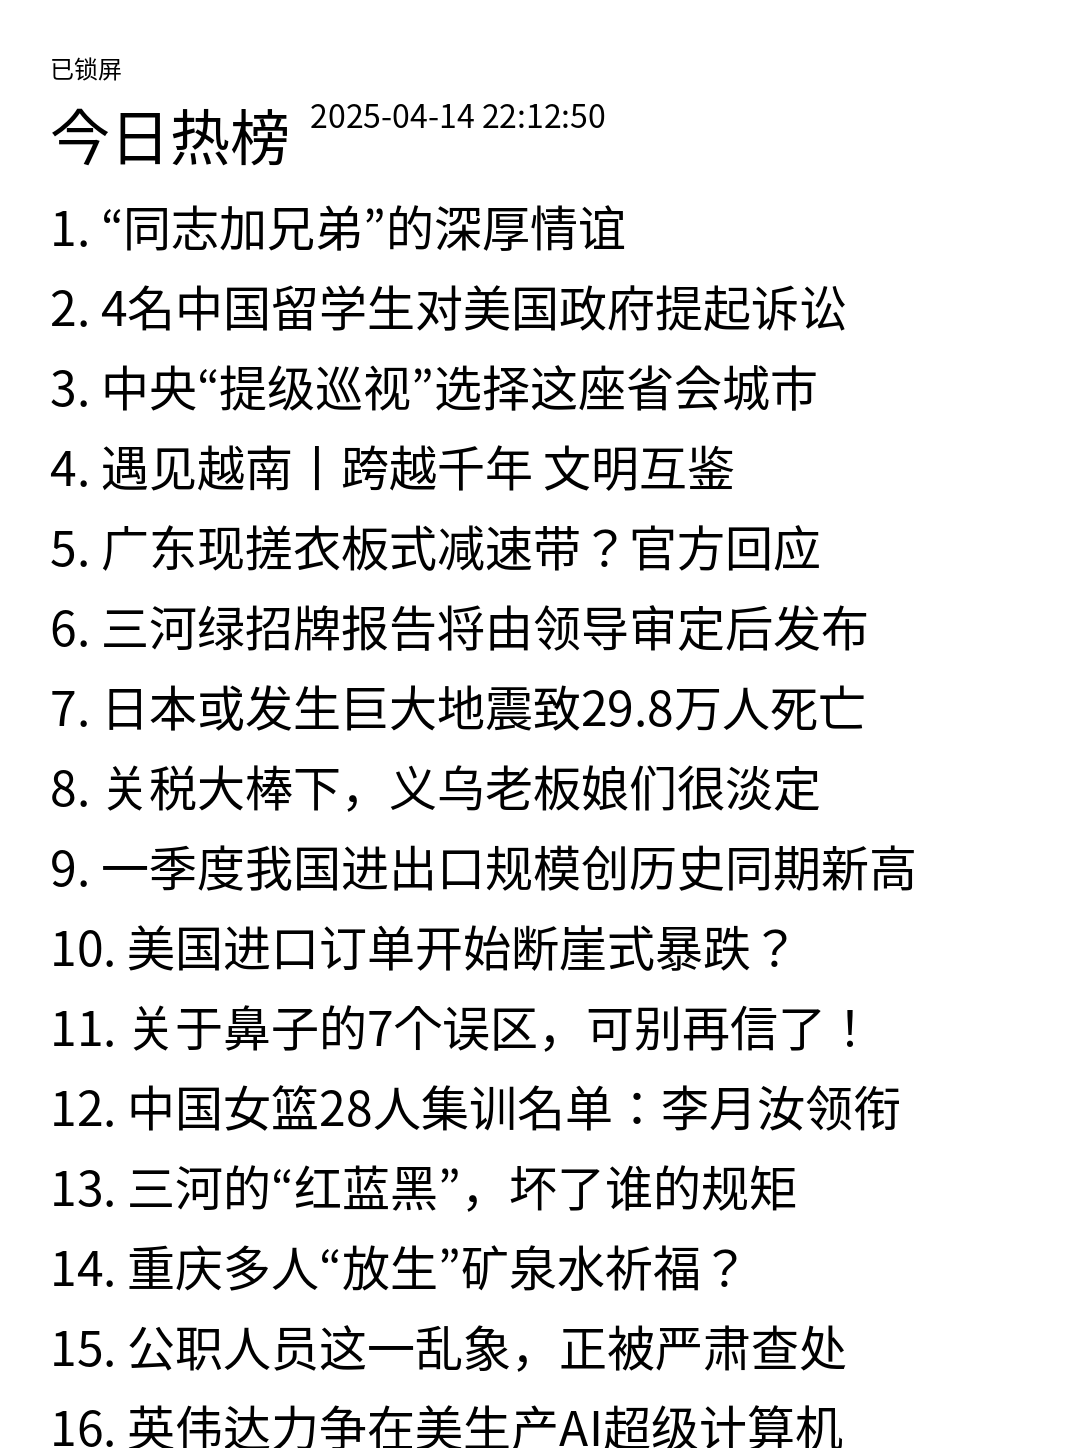 已锁屏
今日热榜 2025-04-14 22:12:50
1. “同志加兄弟”的深厚情谊
2. 4名中国留学生对美国政府提起诉讼
3. 中央“提级巡视”选择这座省会城市
4. 遇见越南丨跨越千年 文明互鉴
5. 广东现搓衣板式减速带？官方回应
6. 三河绿招牌报告将由领导审定后发布
7. 日本或发生巨大地震致29.8万人死亡
8. 关税大棒下，义乌老板娘们很淡定
9. 一季度我国进出口规模创历史同期新高
10. 美国进口订单开始断崖式暴跌？
11. 关于鼻子的7个误区，可别再信了！
12. 中国女篮28人集训名单：李月汝领衔
13. 三河的“红蓝黑”，坏了谁的规矩
14. 重庆多人“放生”矿泉水祈福？
15. 公职人员这一乱象，正被严肃查处
16. 英伟达力争在美生产AI超级计算机